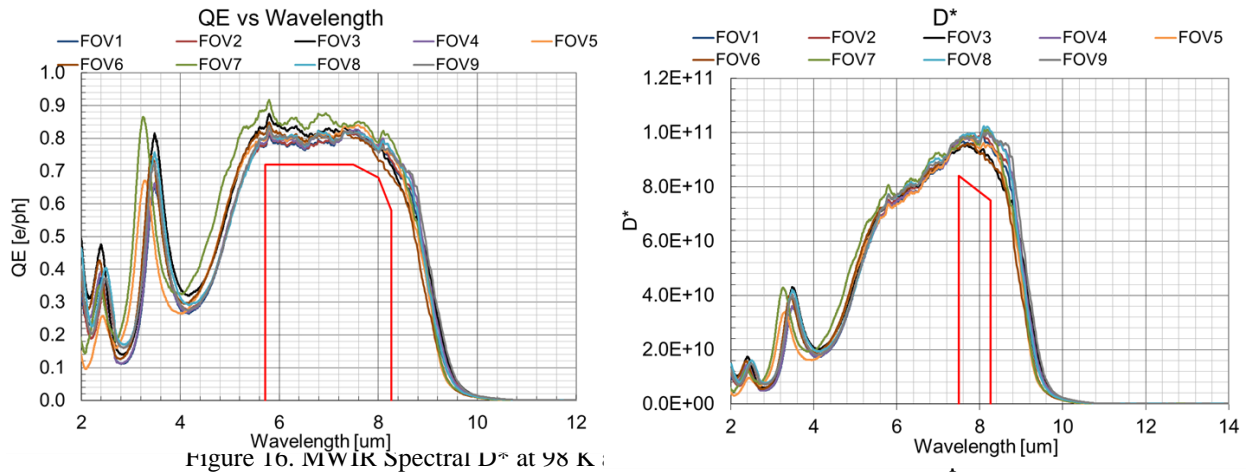 QE vs Wavelength
FOV1 FOV2 FOV3 FOV4 FOV5
FOV6 FOV7 FOV8 FOV9
QE [e/ph]
1.0
0.9
0.8
0.7
0.6
0.5
0.4
0.3
0.2
0.1
0.0
2 4 6 8 10 12
Wavelength [um]
D*
FOV1 FOV2 FOV3 FOV4 FOV5
FOV6 FOV7 FOV8 FOV9
D*
1.2E+11
1.0E+11
8.0E+10
6.0E+10
4.0E+10
2.0E+10
0.0E+00
2 4 6 8 10 12 14
Wavelength [um]
Figure 16. MWIR Spectral D* at 98 K